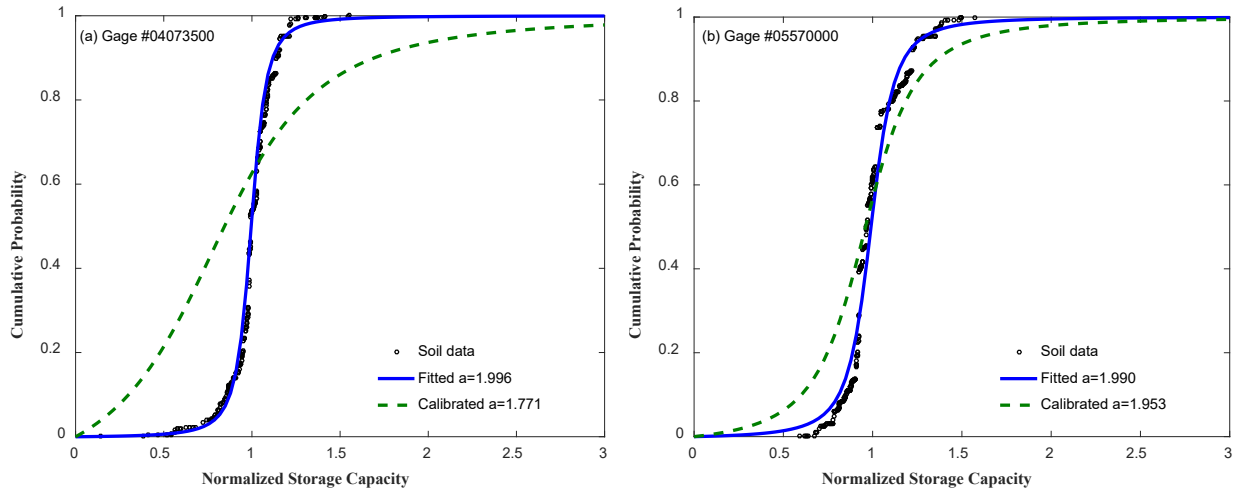 (a) Gage #04073500
1
0.8
0.6
0.4
0.2
0
0
0.5
1
1.5
2
2.5
3
Cumulative Probability
Normalized Storage Capacity
Soil data
Fitted a=1.996
Calibrated a=1.771
(b) Gage #05570000
1
0.8
0.6
0.4
0.2
0
0
0.5
1
1.5
2
2.5
3
Cumulative Probability
Normalized Storage Capacity
Soil data
Fitted a=1.990
Calibrated a=1.953